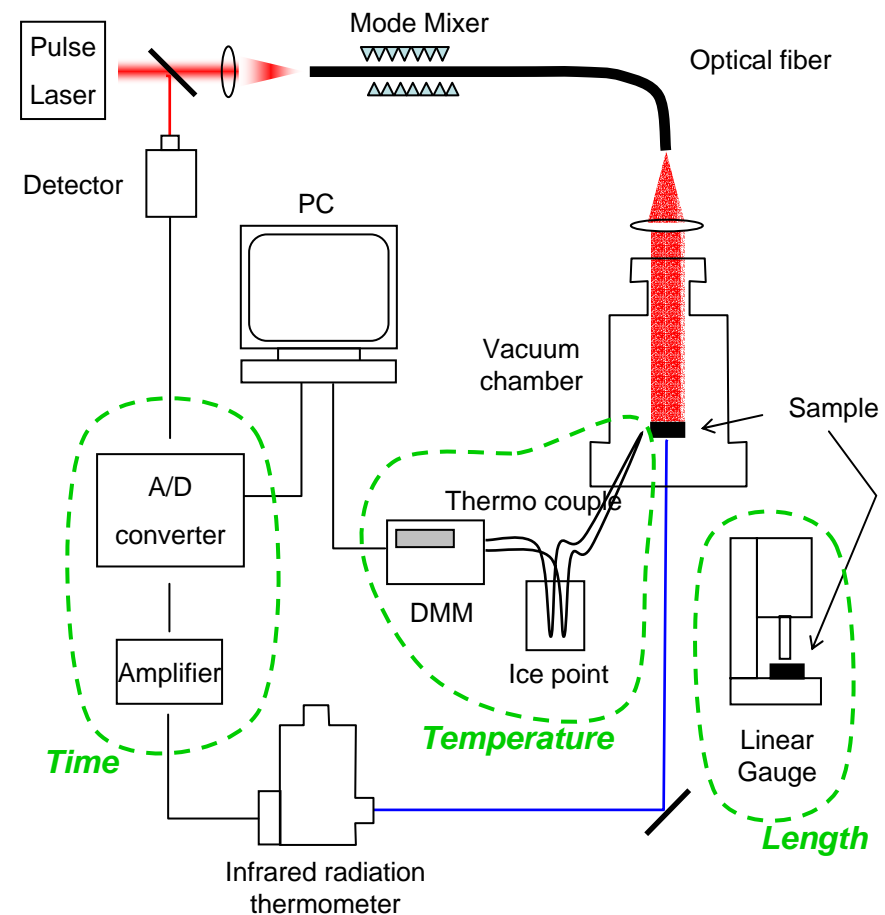 Mode Mixer
Pulse
Laser
Optical fiber
Detector
PC
Vacuum
chamber
Sample
A/D
converter
Thermo couple
DMM
Ice point
Amplifier
Temperature
Time
Linear
Gauge
Length
Infrared radiation
thermometer